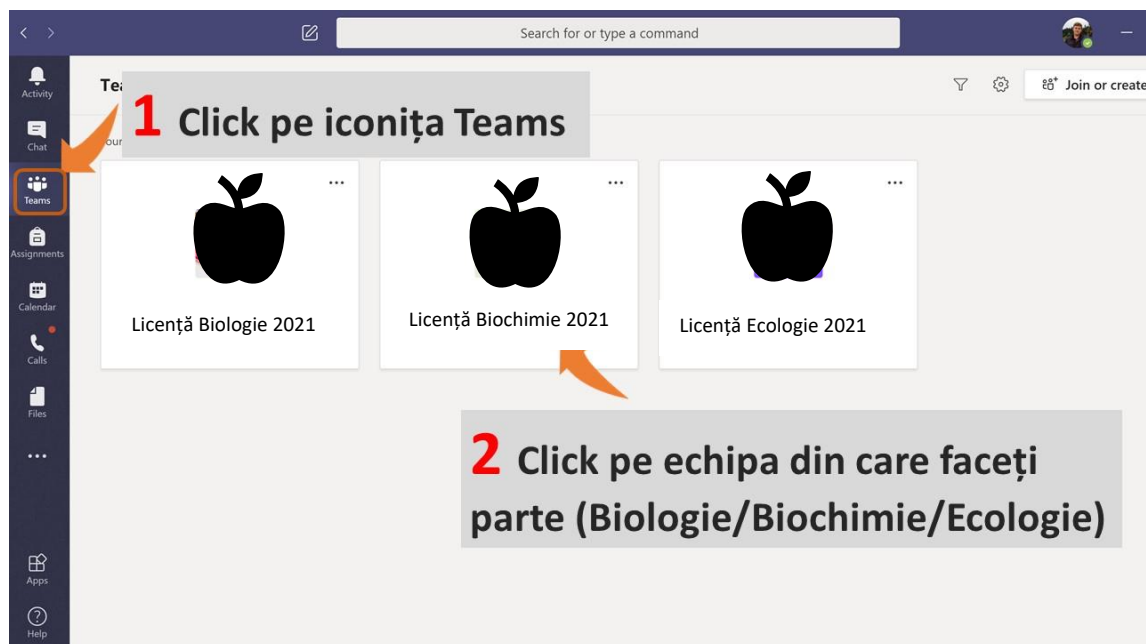 Search for or type a command
Activity
Chat
Teams
Assignments
Calendar
Calls
Files
Apps
Help
Join or create
1 Click pe iconița Teams
Licență Biologie 2021
Licență Biochimie 2021
Licență Ecologie 2021
2 Click pe echipa din care faceți
parte (Biologie/Biochimie/Ecologie)